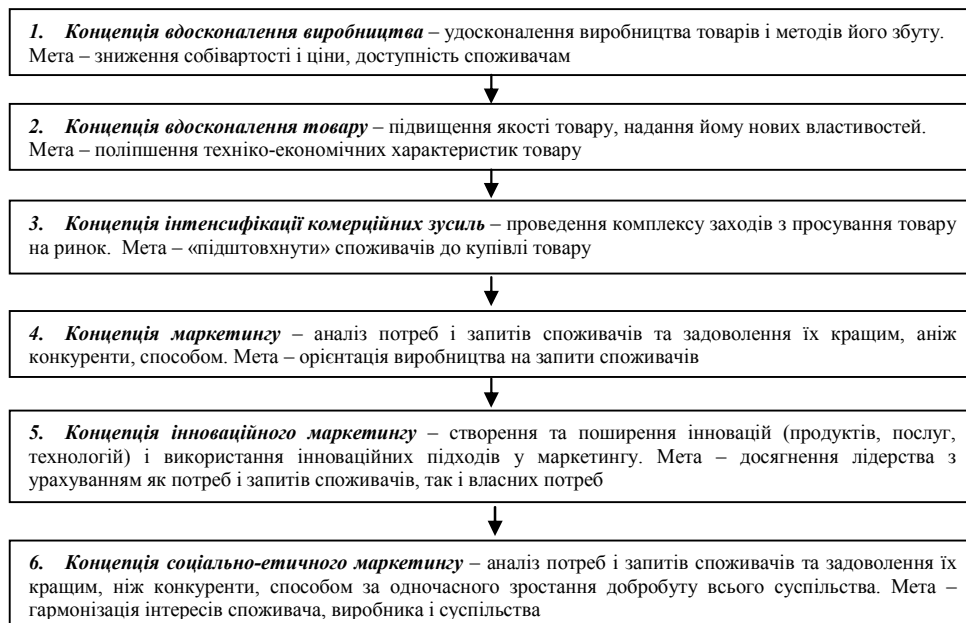 1. Концепція вдосконалення виробництва – удосконалення виробництва товарів і методів його збуту.
Мета – зниження собівартості і ціни, доступність споживачам
2. Концепція вдосконалення товару – підвищення якості товару, надання йому нових властивостей.
Мета – поліпшення техніко-економічних характеристик товару
3. Концепція інтенсифікації комерційних зусиль – проведення комплексу заходів з просування товару
на ринок. Мета – «підштовхнути» споживачів до купівлі товару
4. Концепція маркетингу – аналіз потреб і запитів споживачів та задоволення їх кращим, аніж
конкуренти, способом. Мета – орієнтація виробництва на запити споживачів
5. Концепція інноваційного маркетингу – створення та поширення інновацій (продуктів, послуг,
технологій) і використання інноваційних підходів у маркетингу. Мета – досягнення лідерства з
урахуванням як потреб і запитів споживачів, так і власних потреб
6. Концепція соціально-етичного маркетингу – аналіз потреб і запитів споживачів та задоволення їх
кращим, ніж конкуренти, способом за одночасного зростання добробуту всього суспільства. Мета –
гармонізація інтересів споживача, виробника і суспільства